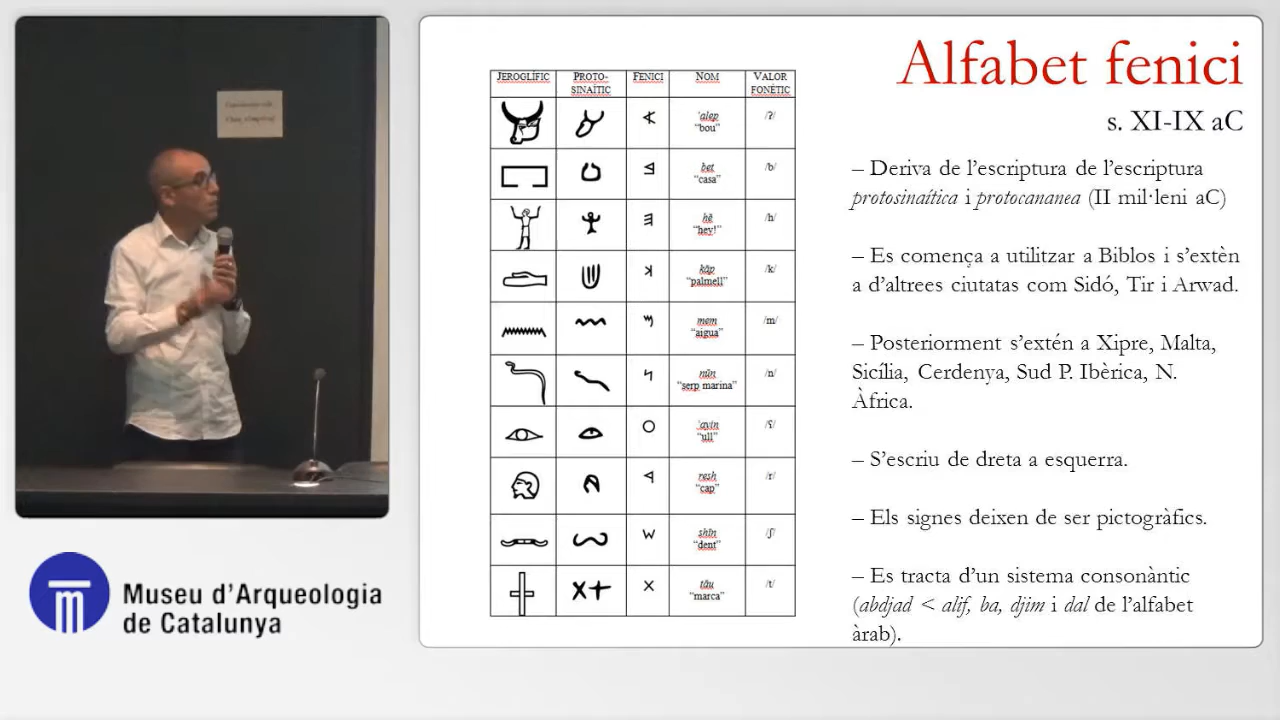 Alfabet fenici
s. XI-IX aC
JEROGLÍFIC PROTO-SINAÍTIC FENICI NOM VALOR FONÈTIC
ʾalep "bou" /ʔ/
bet "casa" /b/
hē "hey!" /h/
kāp "palmell" /k/
mem "aigua" /m/
nūn "serp marina" /n/
ʿayin "ull" /ʕ/
resh "cap" /r/
shīn "dent" /ʃ/
tāu "marca" /t/
– Deriva de l'escriptura de l'escriptura
protosinaítica i protocananea (II mil·leni aC)
– Es comença a utilitzar a Biblos i s'extèn
a d'altrees ciutatas com Sidó, Tir i Arwad.
– Posteriorment s'extén a Xipre, Malta,
Sicília, Cerdenya, Sud P. Ibèrica, N.
Àfrica.
– S'escriu de dreta a esquerra.
– Els signes deixen de ser pictogràfics.
– Es tracta d'un sistema consonàntic
(abdjad < alif, ba, djim i dal de l'alfabet
àrab).
Museu d'Arqueologia
de Catalunya